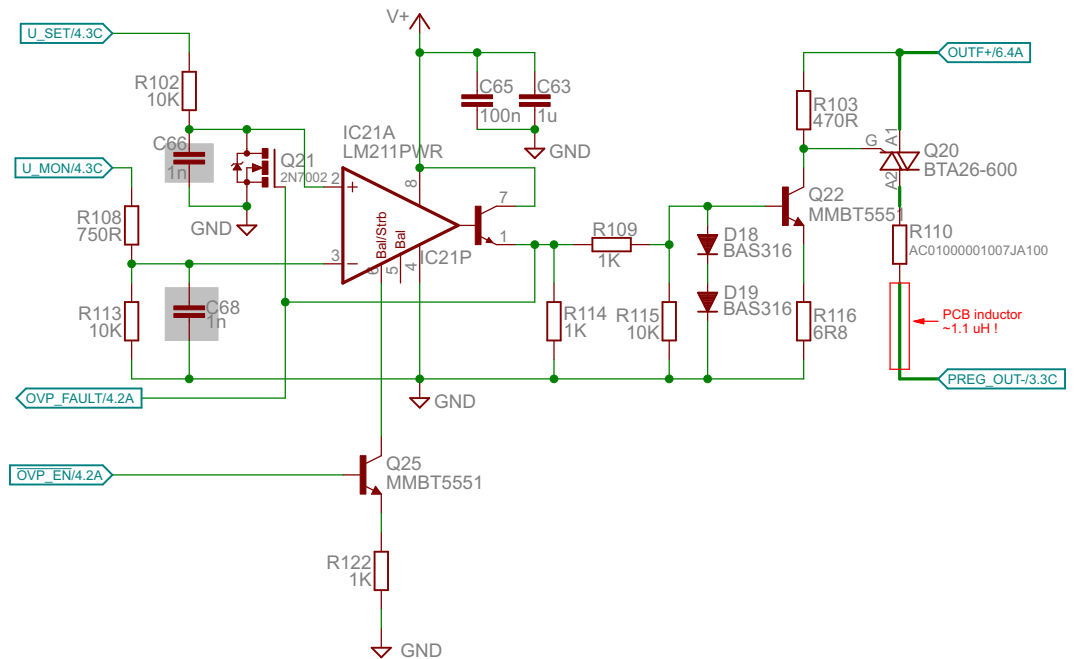 V+
U_SET/4.3C
OUTF+/6.4A
R102
10K
C65
100n
C63
1u
R103
470R
IC21A
LM211PWR
C66
1n
Q21
2N7002
GND
G
A1
A2
Q20
BTA26-600
U_MON/4.3C
2
+
8
7
Q22
MMBT5551
R108
750R
GND
Bal/Strb
Bal
1
R109
1K
D18
BAS316
R110
AC01000001007JA100
3
–
6
5
4
IC21P
D19
BAS316
R113
10K
C68
1n
R114
1K
R115
10K
R116
6R8
PCB inductor
~1.1 uH !
OVP_FAULT/4.2A
GND
PREG_OUT-/3.3C
OVP_EN/4.2A
Q25
MMBT5551
R122
1K
GND